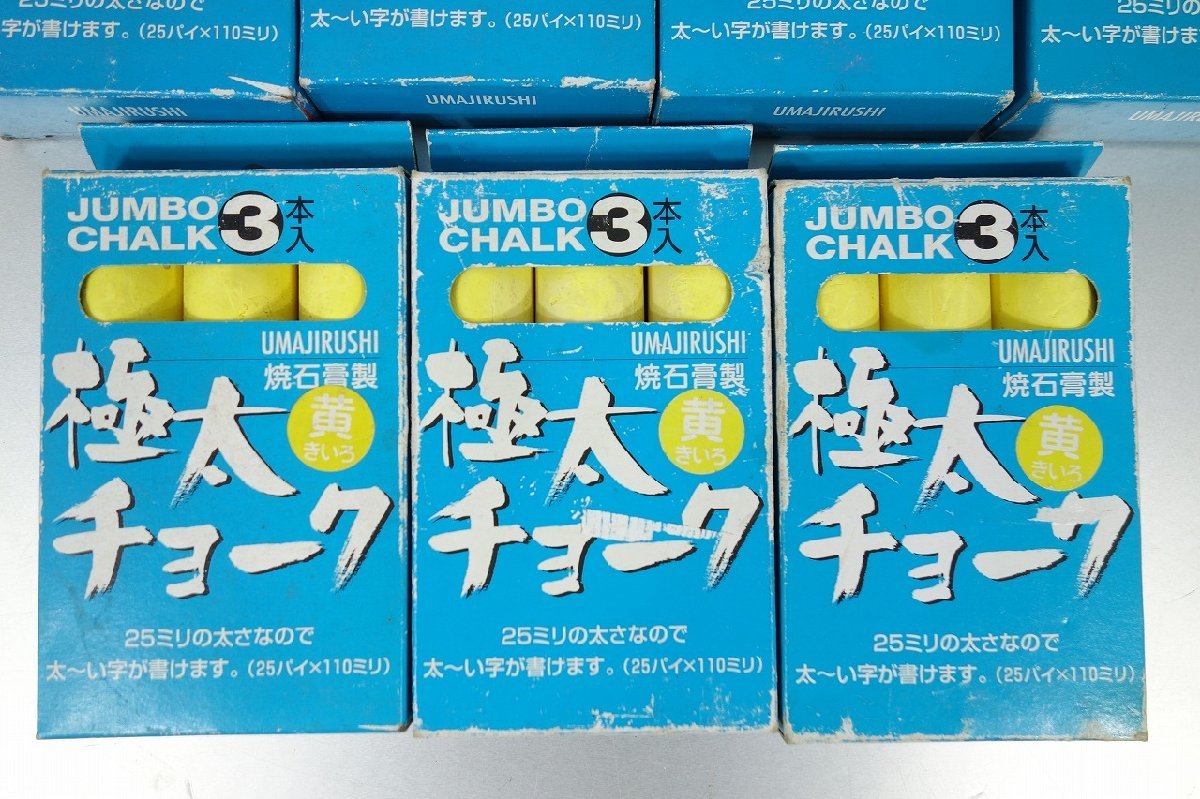 25ミリの太さなので
字が書けます。(25パイ×110ミリ)
UMAJIRUSHI
太〜い字が書けます。(25パイ×110ミリ)
UMAJIRUSHI
25ミリの太さなので
太〜い字が書けます。(25パイ×110ミリ)
UMAJIRUSHI
25ミリの
太〜い字が書けま
JUMBO
CHALK
3
本入
UMAJIRUSHI
焼石膏製
極太
チョーク
黄
きいろ
25ミリの太さなので
太〜い字が書けます。(25パイ×110ミリ)
JUMBO
CHALK
3
本入
UMAJIRUSHI
焼石膏製
極太
チョーク
黄
きいろ
25ミリの太さなので
太〜い字が書けます。(25パイ×110ミリ)
JUMBO
CHALK
3
本入
UMAJIRUSHI
焼石膏製
極太
チョーク
黄
きいろ
25ミリの太さなので
太〜い字が書けます。(25パイ×110ミリ)